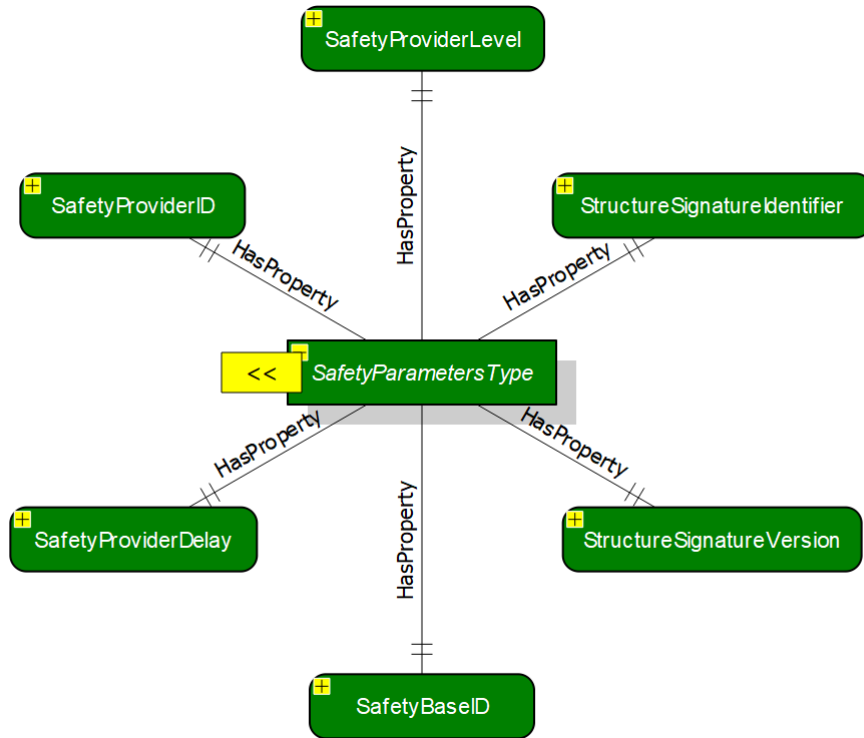 SafetyProviderLevel
HasProperty
SafetyProviderID
StructureSignatureIdentifier
HasProperty
HasProperty
<<
SafetyParametersType
HasProperty
HasProperty
HasProperty
SafetyProviderDelay
StructureSignatureVersion
SafetyBaseID